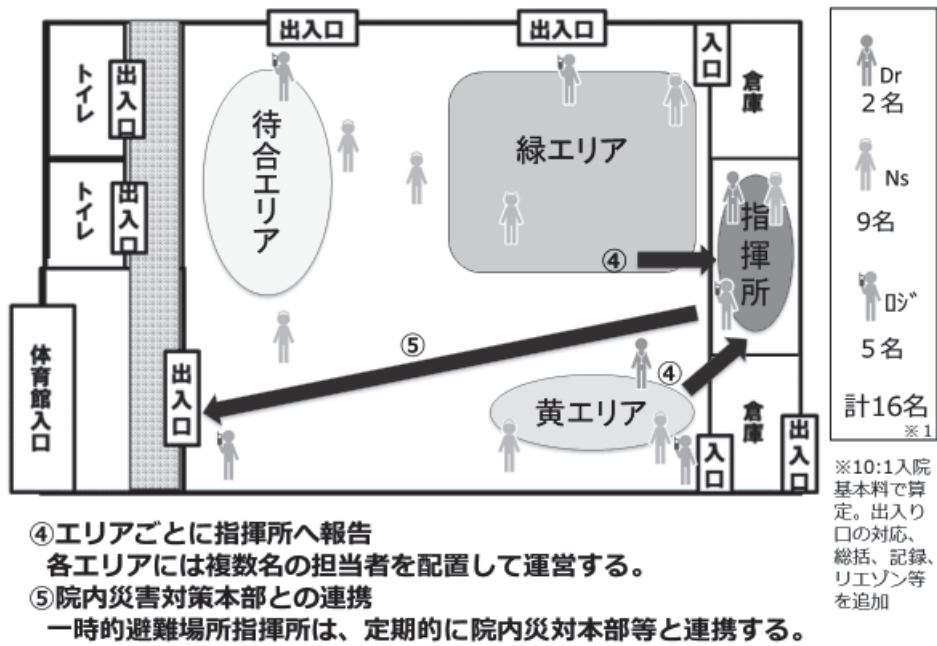 出入口
出入口
入口
倉庫
トイレ
出入口
待合エリア
緑エリア
トイレ
出入口
指揮所
④
⑤
④
体育館入口
出入口
黄エリア
入口
倉庫
出入口
Dr
2名
Ns
9名
ﾛｼﾞ
5名
計16名
※1
※10:1入院
基本料で算
定。出入り
口の対応、
総括、記録、
リエゾン等
を追加
④エリアごとに指揮所へ報告
各エリアには複数名の担当者を配置して運営する。
⑤院内災害対策本部との連携
一時的避難場所指揮所は、定期的に院内災対本部等と連携する。